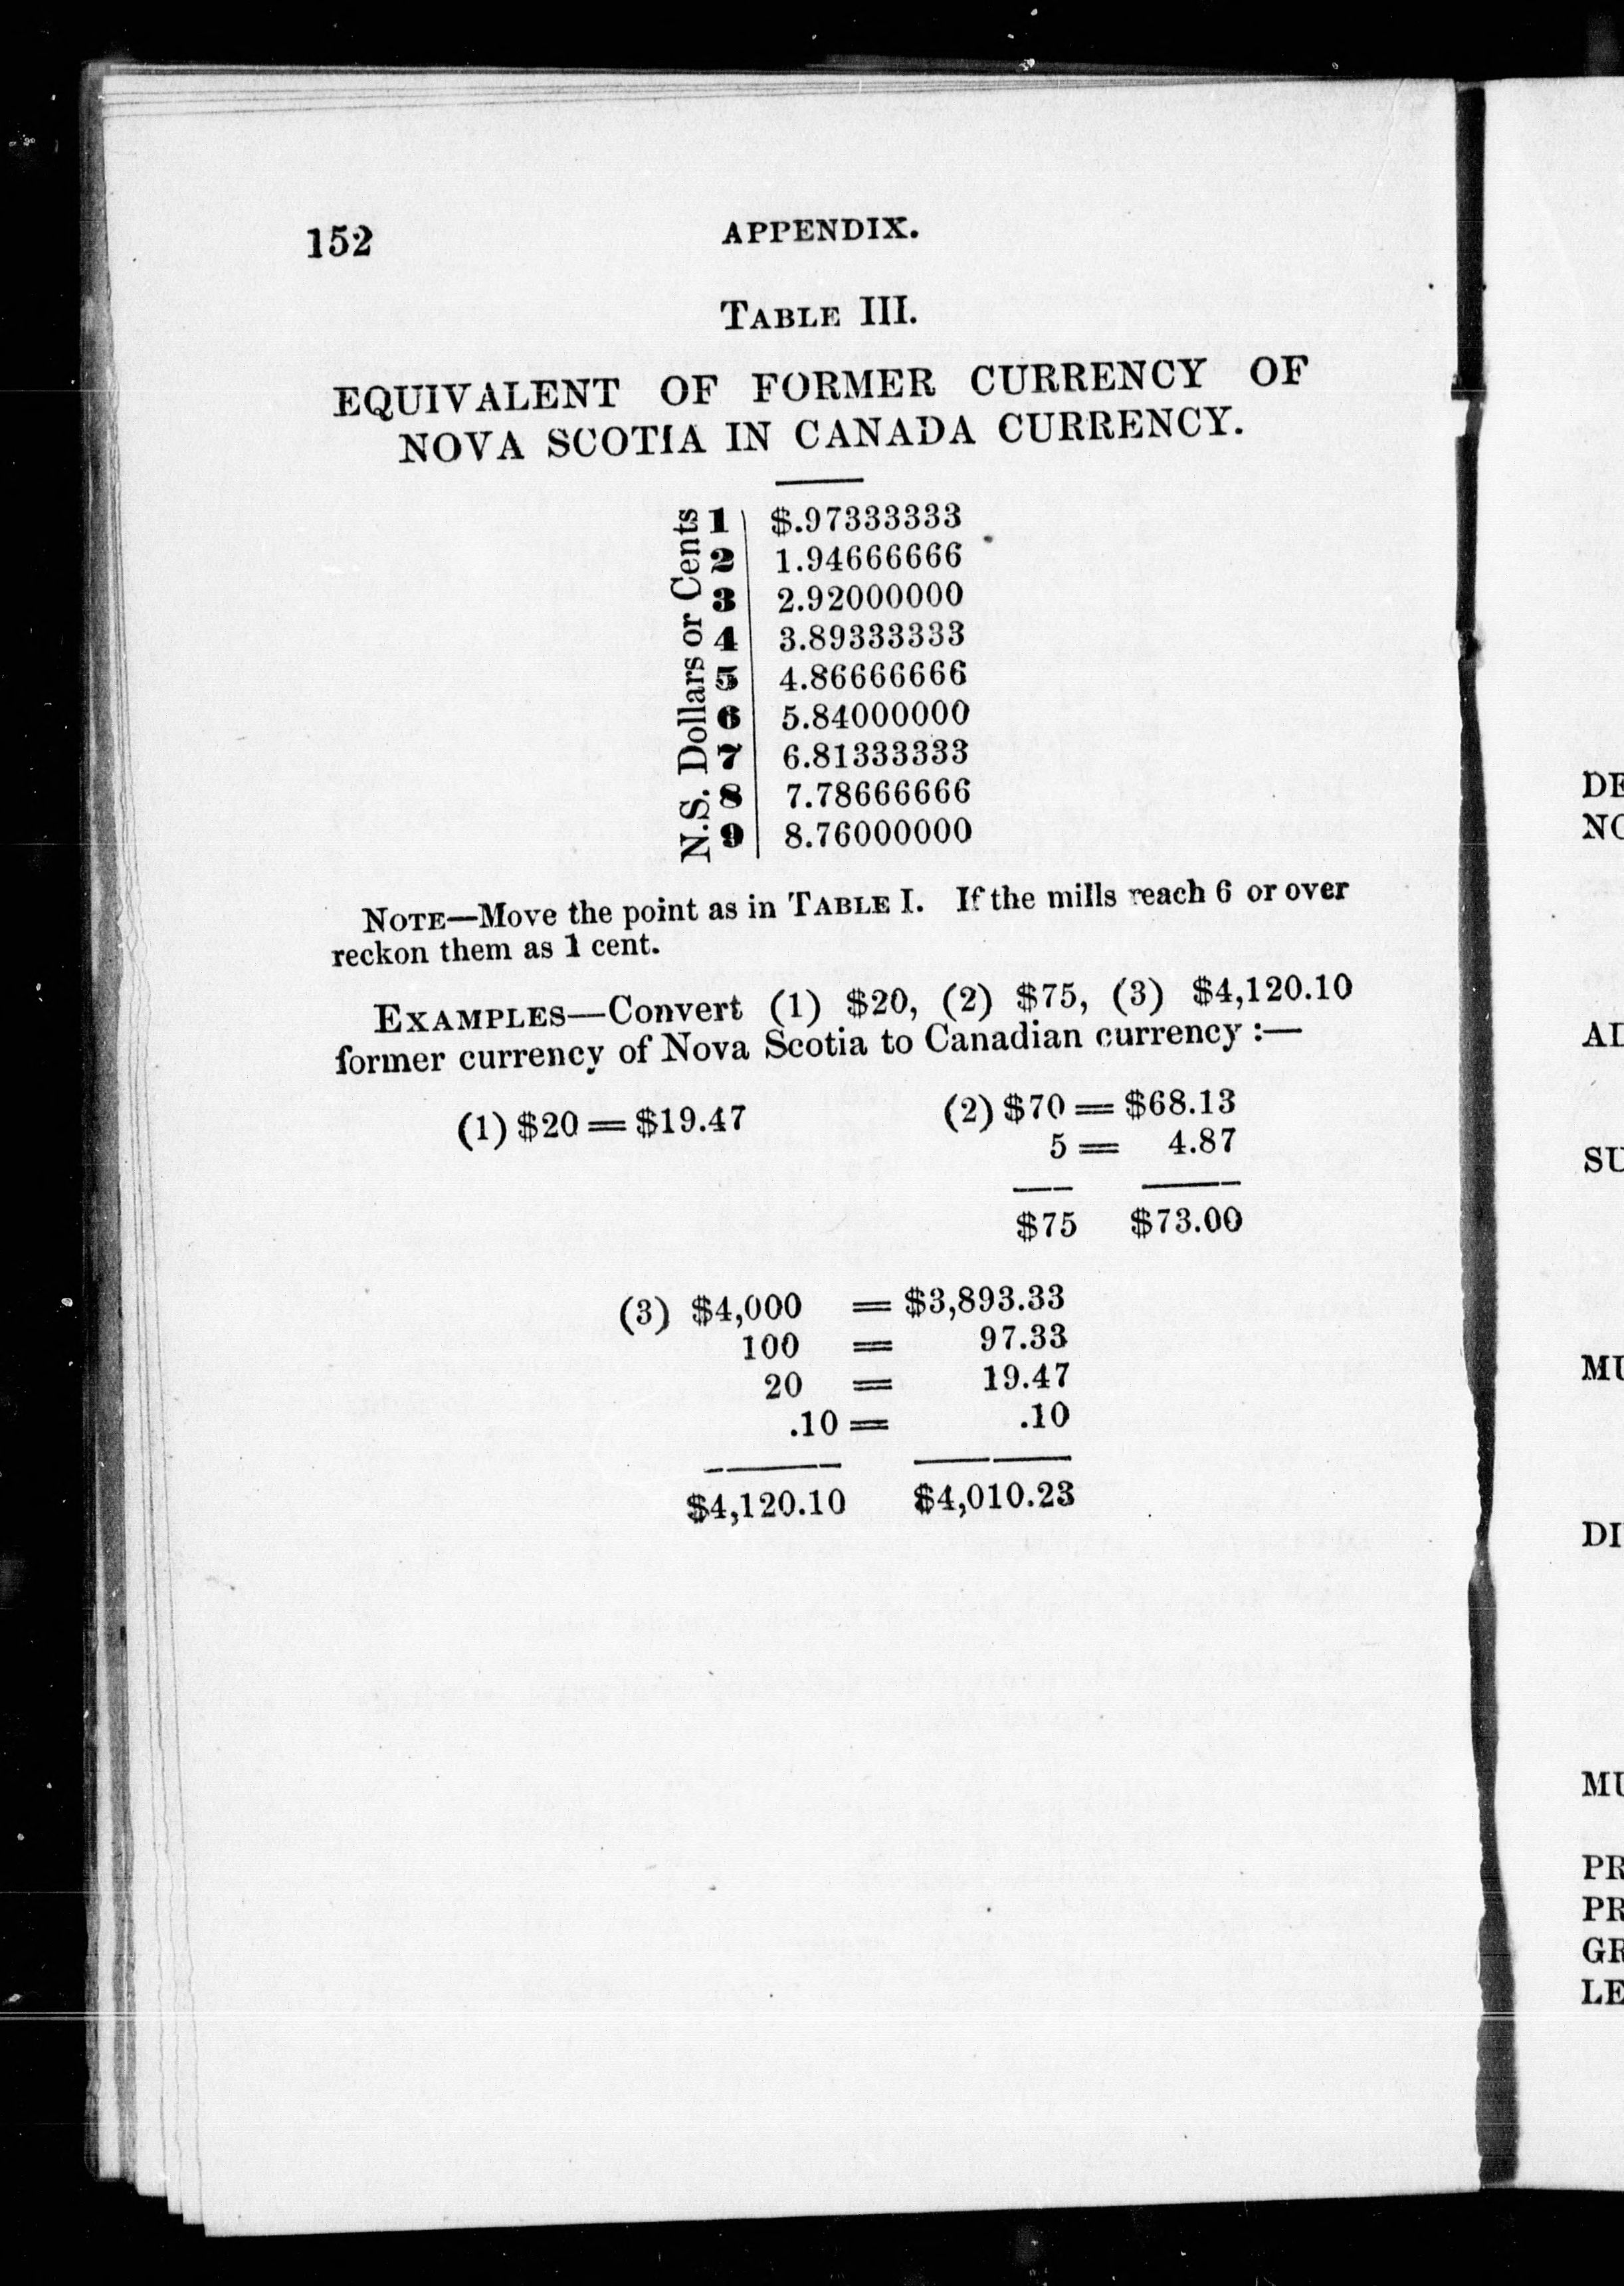 152 APPENDIX.
TABLE III.
EQUIVALENT OF FORMER CURRENCY OF
NOVA SCOTIA IN CANADA CURRENCY.
N.S. Dollars or Cents
1 $.97333333
2 1.94666666
3 2.92000000
4 3.89333333
5 4.86666666
6 5.84000000
7 6.81333333
8 7.78666666
9 8.76000000
NOTE—Move the point as in TABLE I. If the mills reach 6 or over
reckon them as 1 cent.
EXAMPLES—Convert (1) $20, (2) $75, (3) $4,120.10
former currency of Nova Scotia to Canadian currency :—
(1) $20 = $19.47
(2) $70 = $68.13
5 = 4.87
$75 $73.00
(3) $4,000 = $3,893.33
100 = 97.33
20 = 19.47
.10 = .10
$4,120.10 $4,010.23
DE
NO
AD
SU
MU
DI
MU
PR
PR
GR
LE